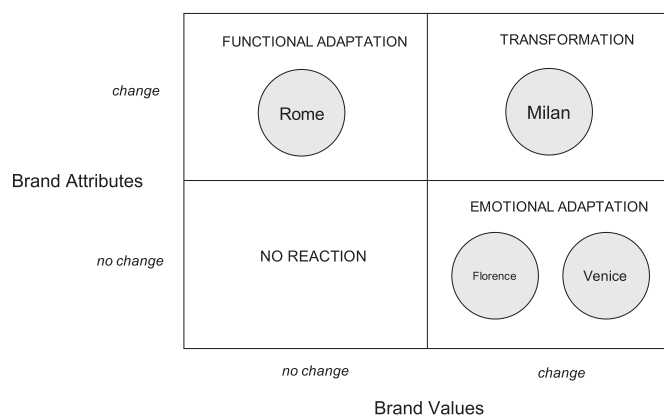 FUNCTIONAL ADAPTATION
TRANSFORMATION
change
Rome
Milan
Brand Attributes
EMOTIONAL ADAPTATION
no change
NO REACTION
Florence
Venice
no change
change
Brand Values